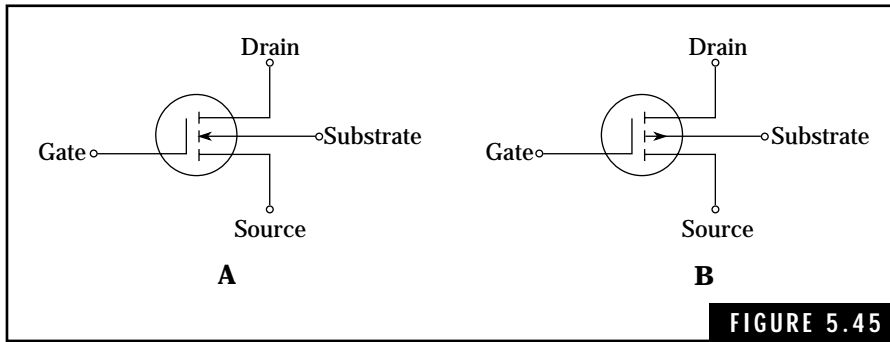 Drain
Gate
Substrate
Source
A
Drain
Gate
Substrate
Source
B
FIGURE 5.45